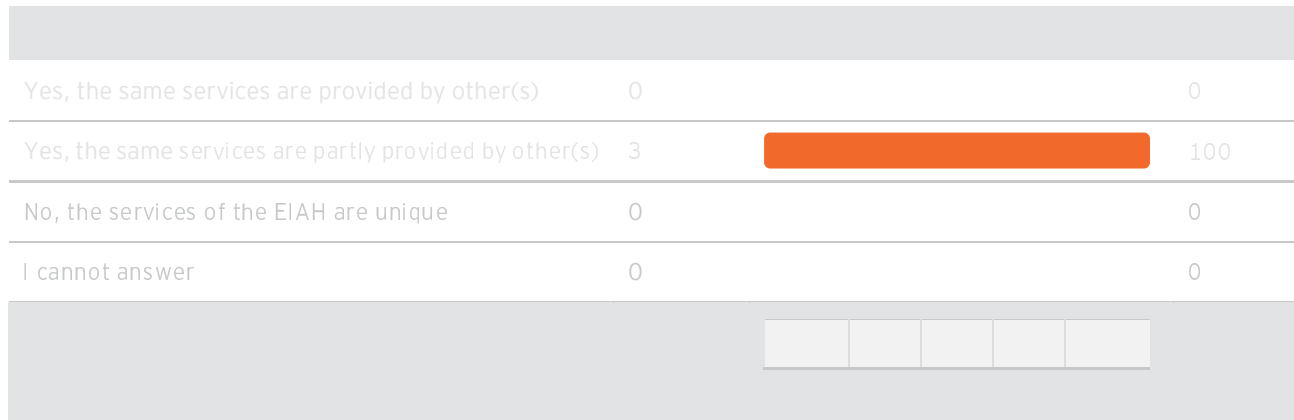 Yes, the same services are provided by other(s) 0 0
Yes, the same services are partly provided by other(s) 3 100
No, the services of the EIAH are unique 0 0
I cannot answer 0 0